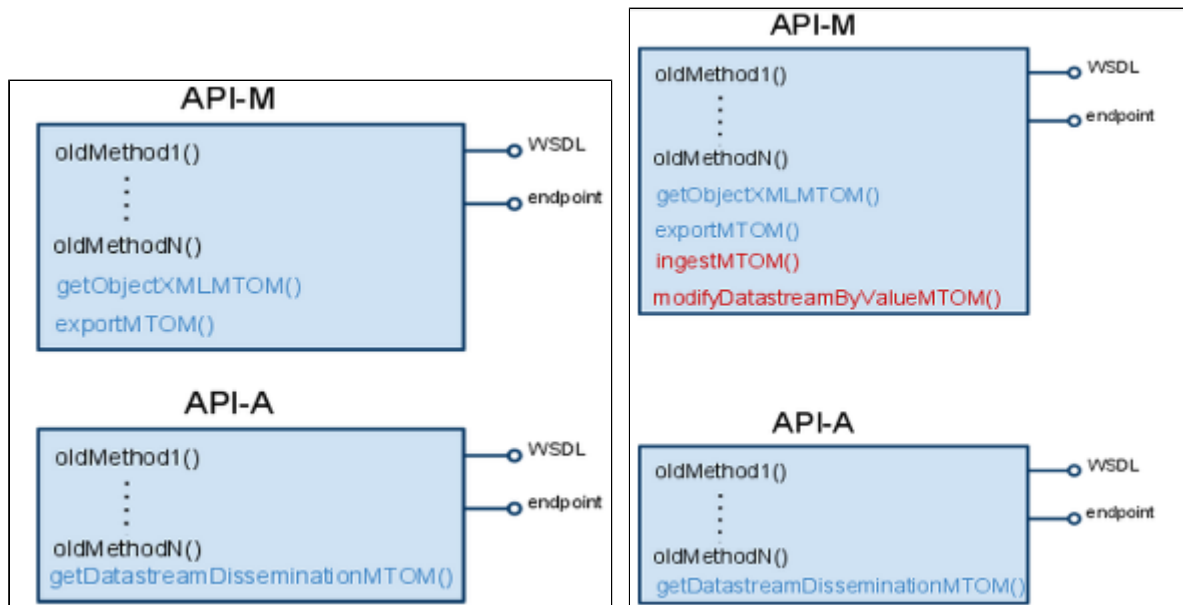 API-M
oldMethod1()
WSDL
endpoint
oldMethodN()
getObjectXMLMTOM()
exportMTOM()
API-A
oldMethod1()
WSDL
endpoint
oldMethodN()
getDatastreamDisseminationMTOM()
API-M
oldMethod1()
WSDL
endpoint
oldMethodN()
getObjectXMLMTOM()
exportMTOM()
ingestMTOM()
modifyDatastreamByValueMTOM()
API-A
oldMethod1()
WSDL
endpoint
oldMethodN()
getDatastreamDisseminationMTOM()